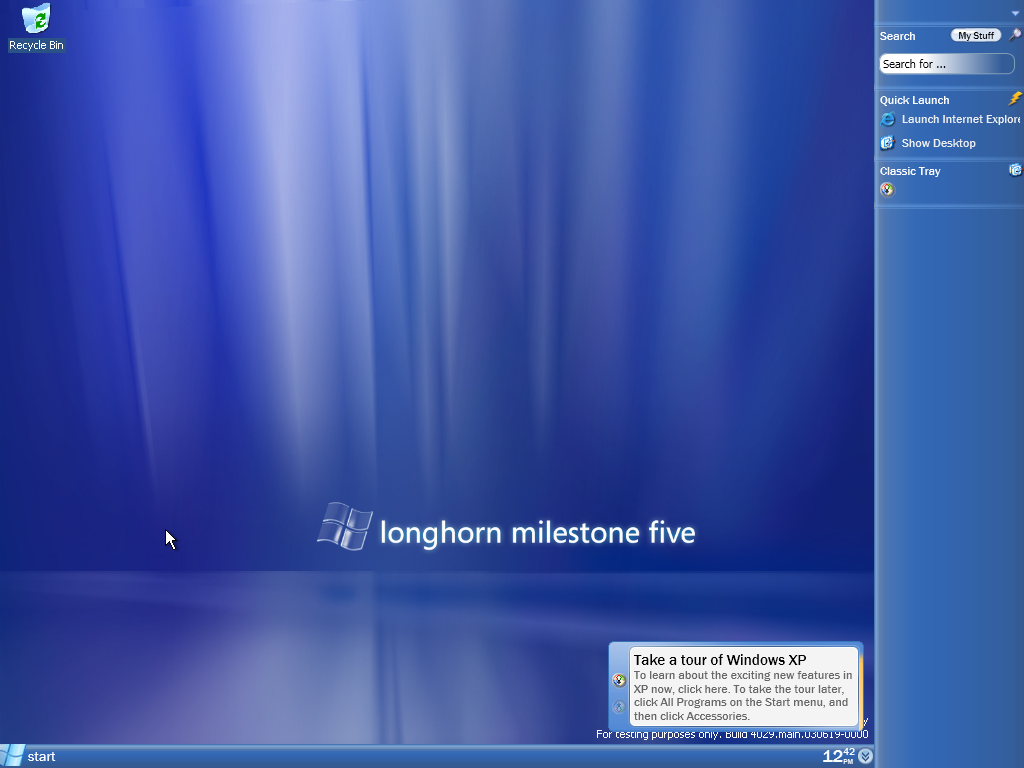 Recycle Bin
Search
My Stuff
Search for ...
Quick Launch
Launch Internet Explore
Show Desktop
Classic Tray
longhorn milestone five
Take a tour of Windows XP
To learn about the exciting new features in
XP now, click here. To take the tour later,
click All Programs on the Start menu, and
then click Accessories.
For testing purposes only. Build 4029.main.030619-0000
start
12 42 PM